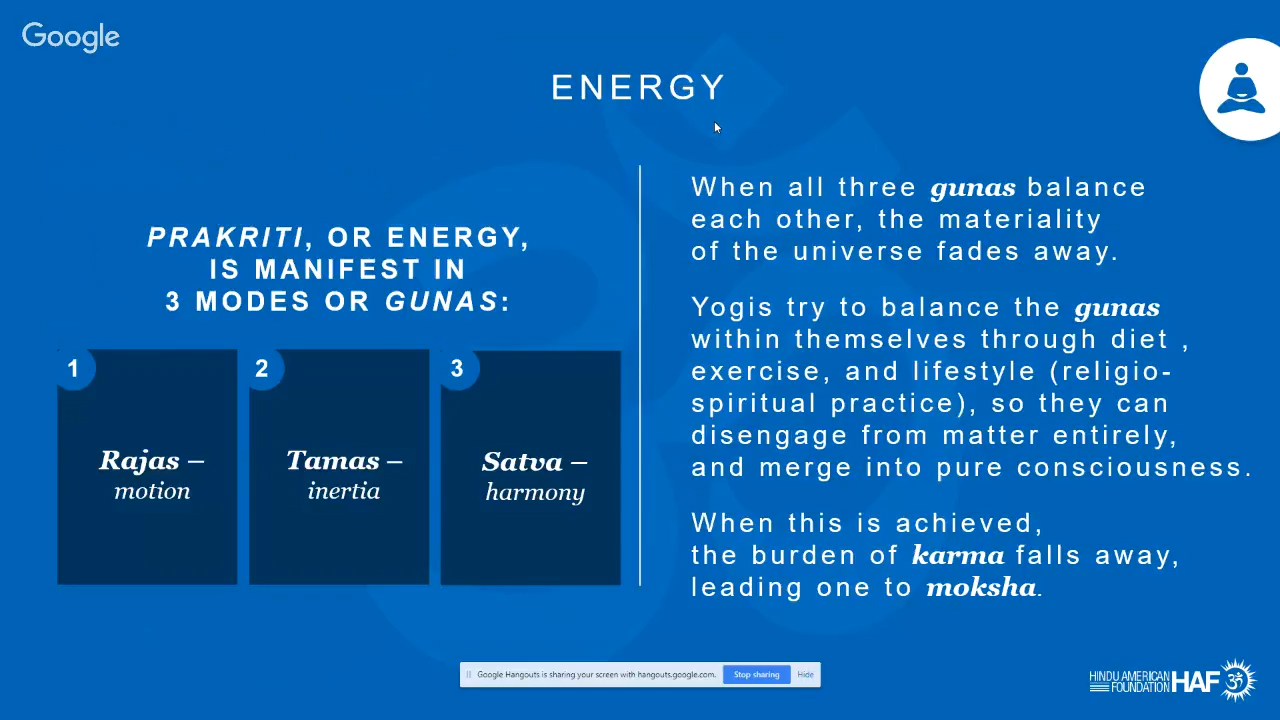 Google
ENERGY
PRAKRITI, OR ENERGY,
IS MANIFEST IN
3 MODES OR GUNAS:
1
Rajas –
motion
2
Tamas –
inertia
3
Satva –
harmony
When all three gunas balance
each other, the materiality
of the universe fades away.
Yogis try to balance the gunas
within themselves through diet ,
exercise, and lifestyle (religio-
spiritual practice), so they can
disengage from matter entirely,
and merge into pure consciousness.
When this is achieved,
the burden of karma falls away,
leading one to moksha.
Google Hangouts is sharing your screen with hangouts.google.com.
Stop sharing
Hide
HINDU AMERICAN
FOUNDATION
HAF
ॐ